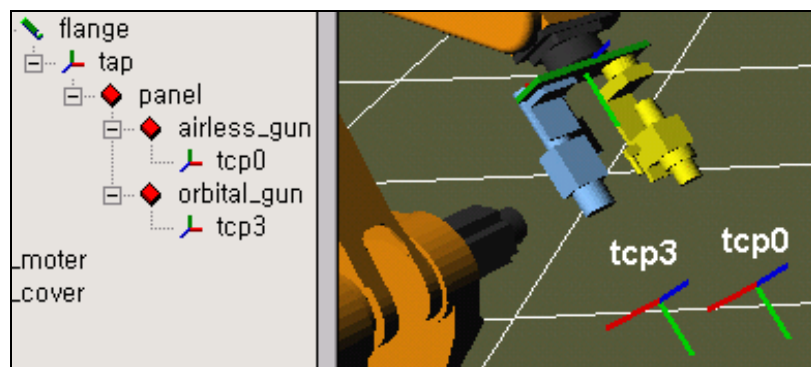 flange
tap
panel
airless_gun
tcp0
orbital_gun
tcp3
_moter
_cover
tcp3 tcp0